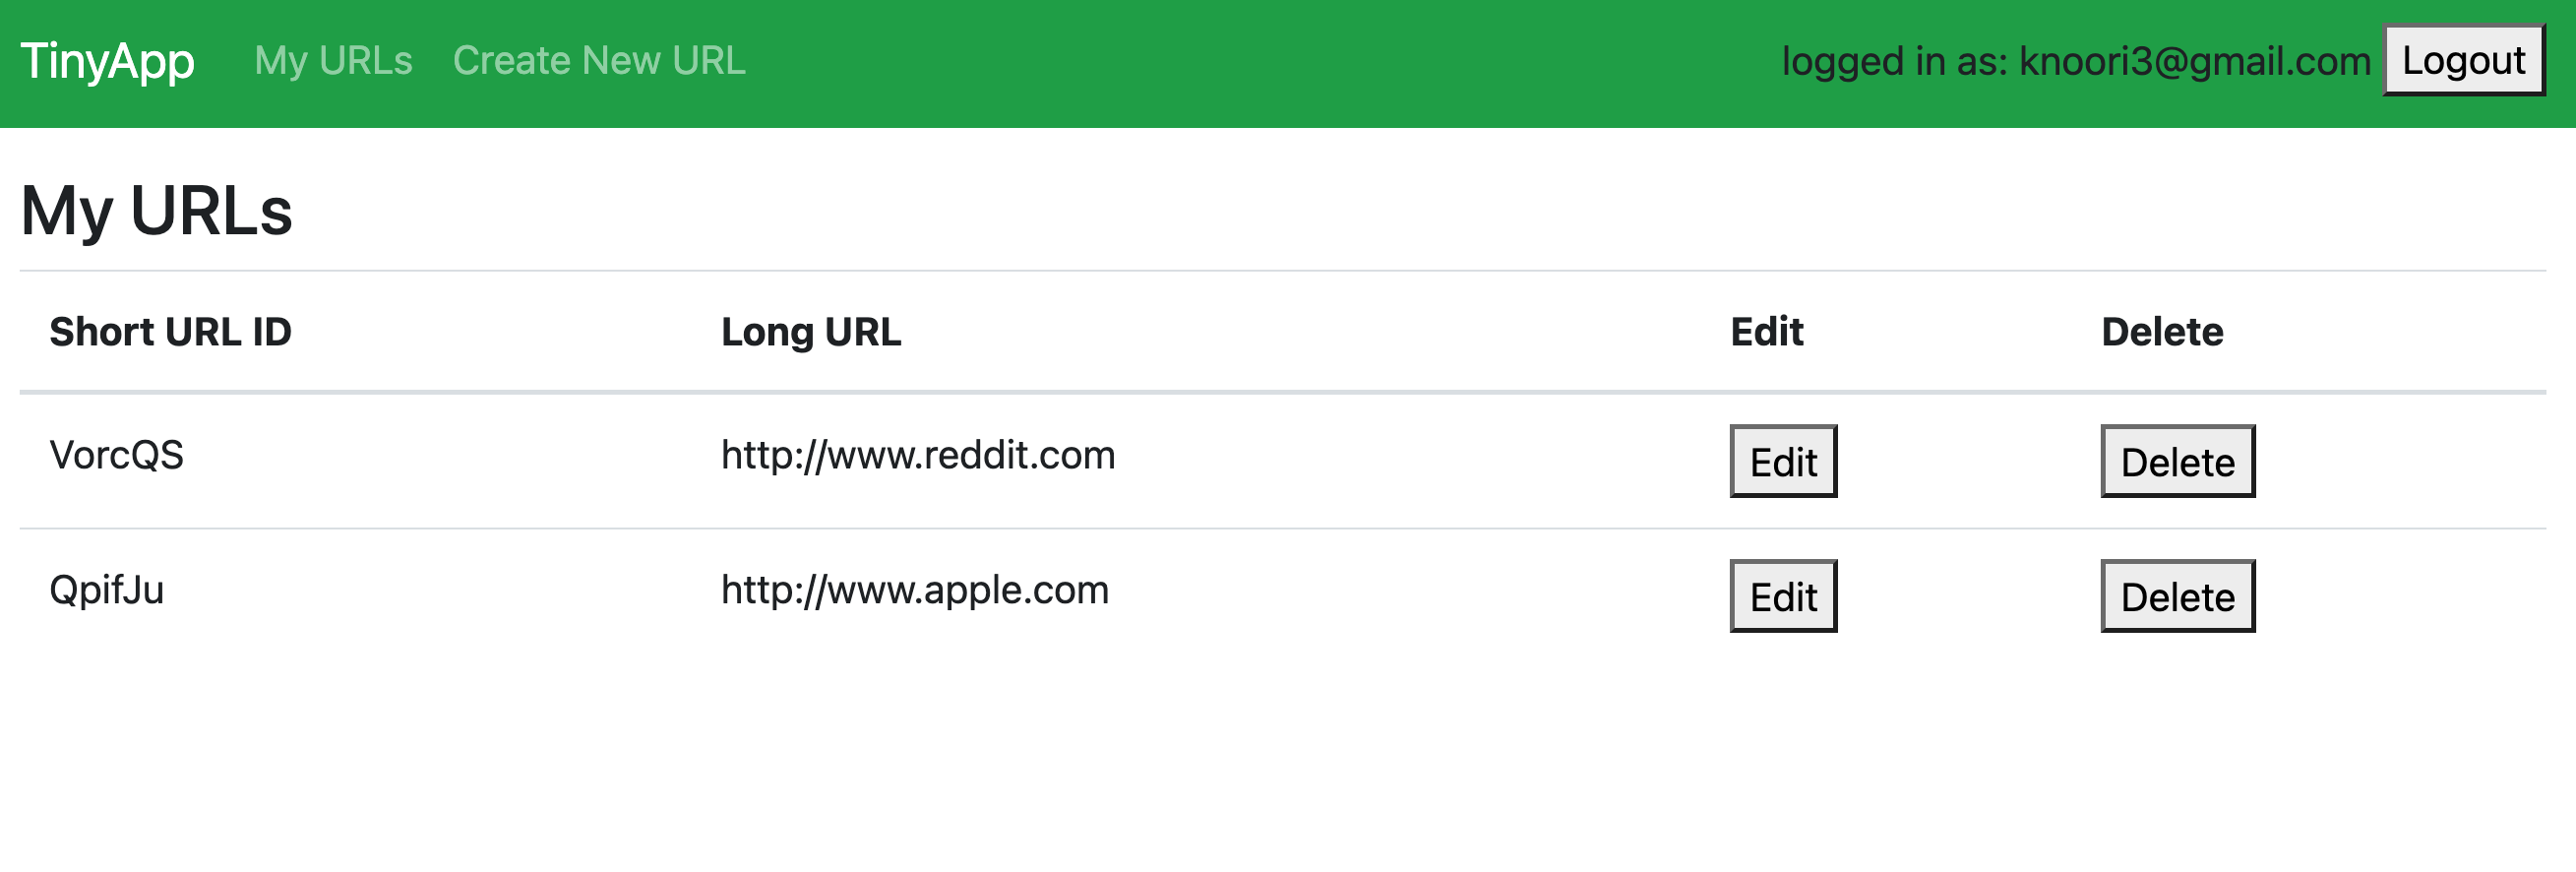 TinyApp My URLs Create New URL logged in as: knoori3@gmail.com Logout
My URLs
Short URL ID Long URL Edit Delete
VorcQS http://www.reddit.com Edit Delete
QpifJu http://www.apple.com Edit Delete